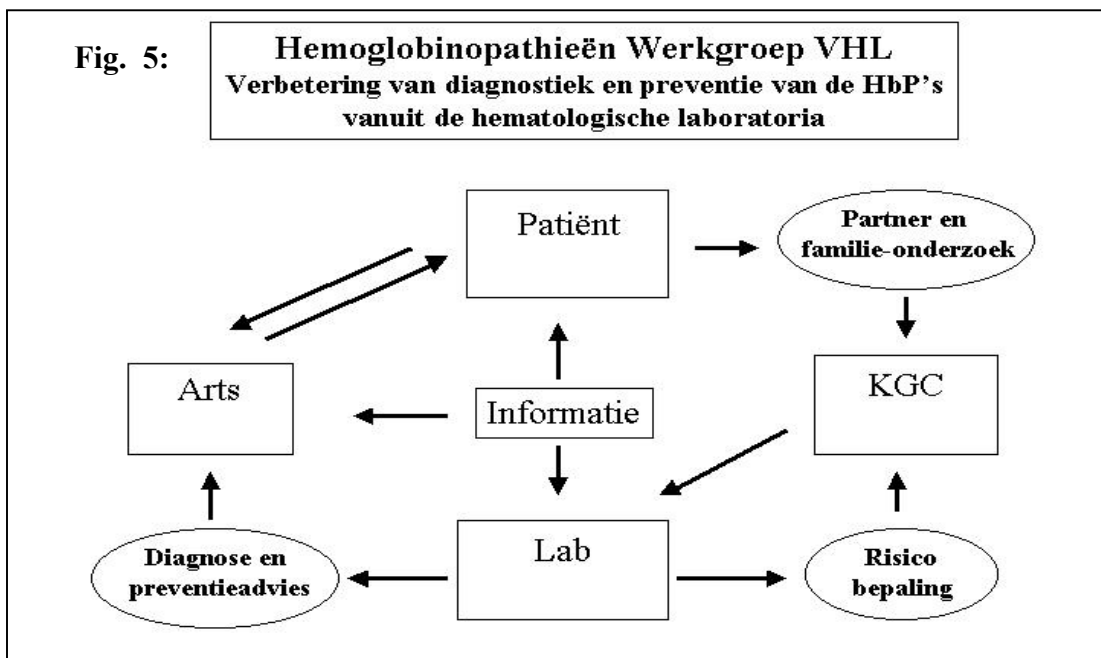 Fig. 5:
Hemoglobinopathieën Werkgroep VHL
Verbetering van diagnostiek en preventie van de HbP's
vanuit de hematologische laboratoria
Patiënt
Partner en
familie-onderzoek
Arts
Informatie
KGC
Diagnose en
preventieadvies
Lab
Risico
bepaling